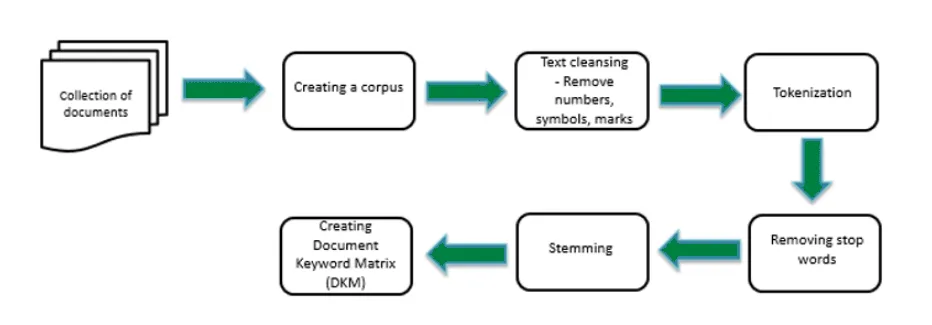 Collection of
documents
Creating a corpus
Text cleansing
- Remove
numbers,
symbols, marks
Tokenization
Removing stop
words
Stemming
Creating
Document
Keyword Matrix
(DKM)